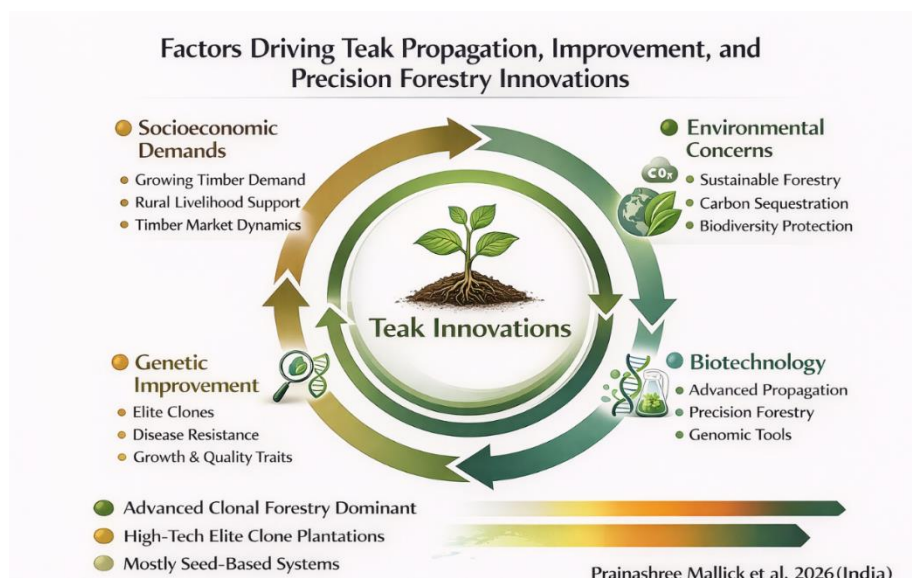 Factors Driving Teak Propagation, Improvement, and
Precision Forestry Innovations
Socioeconomic
Demands
Growing Timber Demand
Rural Livelihood Support
Timber Market Dynamics
Environmental
Concerns
Sustainable Forestry
Carbon Sequestration
Biodiversity Protection
Teak Innovations
Genetic
Improvement
Elite Clones
Disease Resistance
Growth & Quality Traits
Biotechnology
Advanced Propagation
Precision Forestry
Genomic Tools
Advanced Clonal Forestry Dominant
High-Tech Elite Clone Plantations
Mostly Seed-Based Systems
Prainashree Mallick et al. 2026(India)